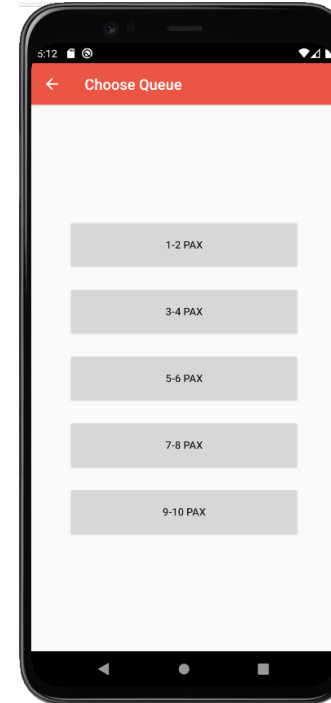 5:12
Choose Queue
1-2 PAX
3-4 PAX
5-6 PAX
7-8 PAX
9-10 PAX